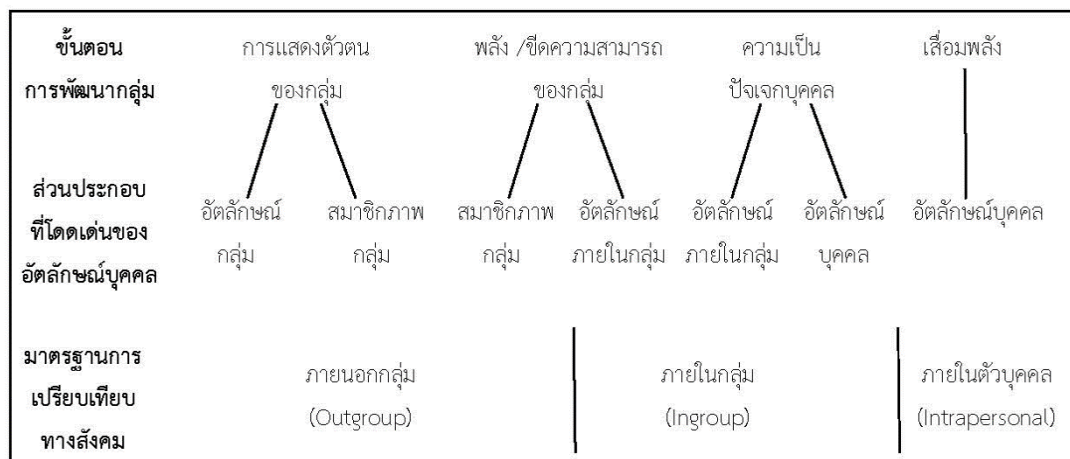 ขั้นตอน การแสดงตัวตน พลัง /ขีดความสามารถ ความเป็น เสื่อมพลัง
การพัฒนากลุ่ม ของกลุ่ม ของกลุ่ม ปัจเจกบุคคล
ส่วนประกอบ
ที่โดดเด่นของ อัตลักษณ์ สมาชิกภาพ สมาชิกภาพ อัตลักษณ์ อัตลักษณ์ อัตลักษณ์ อัตลักษณ์บุคคล
อัตลักษณ์บุคคล กลุ่ม กลุ่ม กลุ่ม ภายในกลุ่ม ภายในกลุ่ม บุคคล
มาตรฐานการ
เปรียบเทียบ ภายนอกกลุ่ม ภายในกลุ่ม ภายในตัวบุคคล
ทางสังคม (Outgroup) (Ingroup) (Intrapersonal)